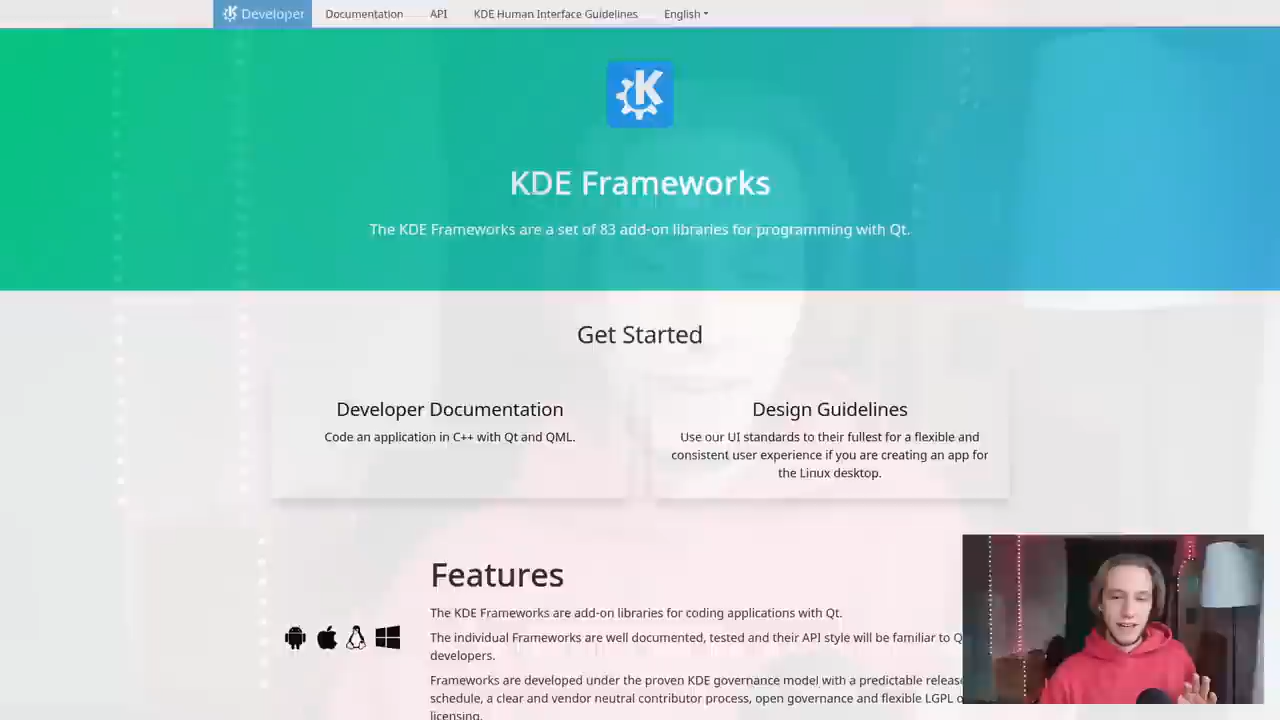 Developer Documentation API KDE Human Interface Guidelines English
KDE Frameworks
The KDE Frameworks are a set of 83 add-on libraries for programming with Qt.
Get Started
Developer Documentation
Code an application in C++ with Qt and QML.
Design Guidelines
Use our UI standards to their fullest for a flexible and
consistent user experience if you are creating an app for
the Linux desktop.
Features
The KDE Frameworks are add-on libraries for coding applications with Qt.
The individual Frameworks are well documented, tested and their API style will be familiar to
developers.
Frameworks are developed under the proven KDE governance model with a predictable
schedule, a clear and vendor neutral contributor process, open governance and flexible LGPL
licensing.